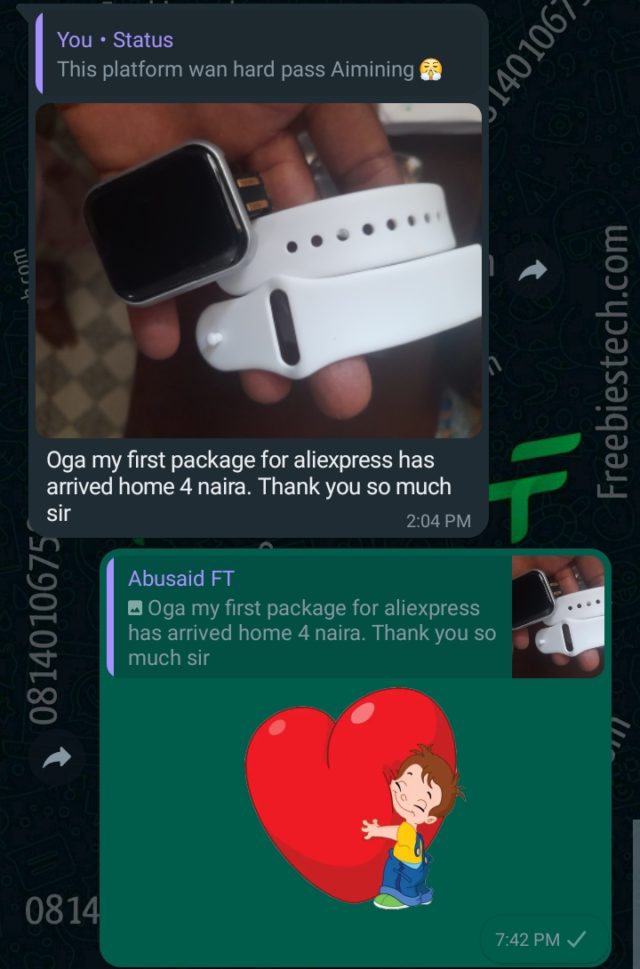 You • Status
This platform wan hard pass Aimining😤
Oga my first package for aliexpress has
arrived home 4 naira. Thank you so much
sir
2:04 PM
Abusaid FT
Oga my first package for aliexpress
has arrived home 4 naira. Thank you so
much sir
7:42 PM
Freebiestech.com
0814010675
0814010675
0814